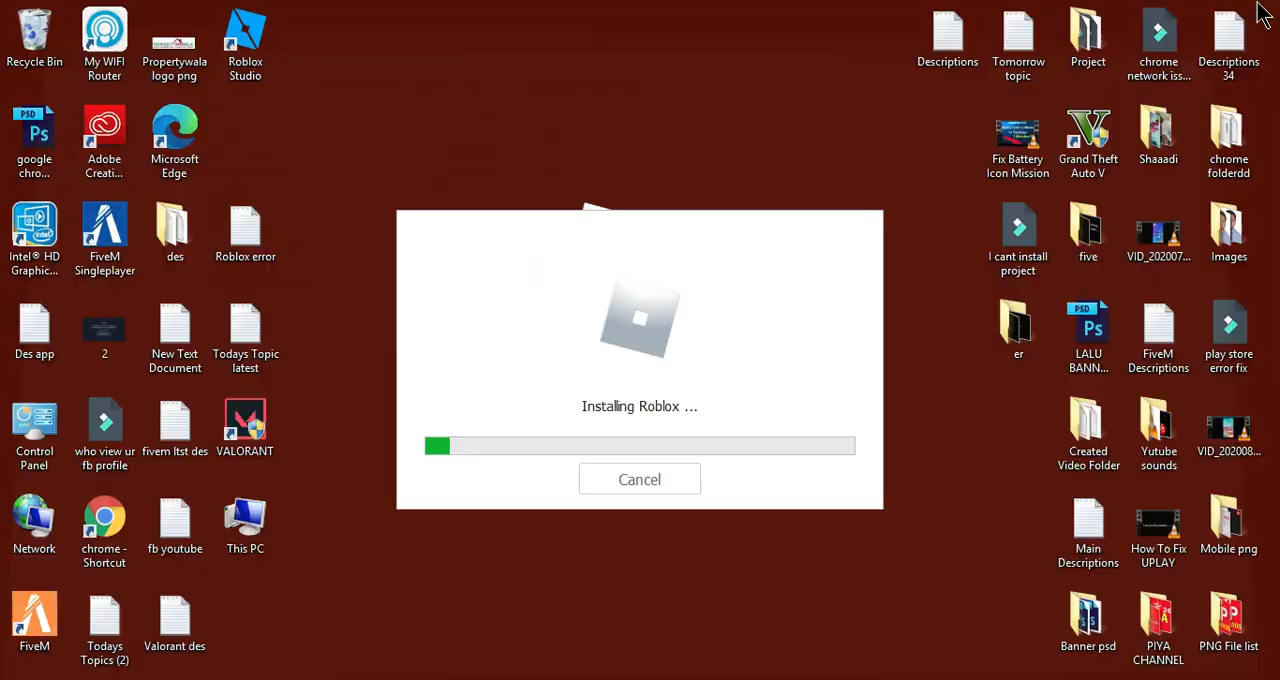 Recycle Bin
My WIFI
Router
Propertywala
logo png
Roblox
Studio
Descriptions
Tomorrow
topic
Project
chrome
network iss...
Descriptions
34
PSD
Ps
google
chro...
Adobe
Creati...
Microsoft
Edge
Fix Battery
Icon Mission
Grand Theft
Auto V
Shaaadi
chrome
folderdd
intel
Intel® HD
Graphic...
FiveM
Singleplayer
des
Roblox error
I cant install
project
five
VID_202007...
Images
Des app
2
New Text
Document
Todays Topic
latest
er
PSD
Ps
LALU
BANN...
FiveM
Descriptions
play store
error fix
Installing Roblox ...
Cancel
Control
Panel
who view ur
fb profile
fivem ltst des
VALORANT
Created
Video Folder
Yutube
sounds
VID_202008...
Network
chrome -
Shortcut
fb youtube
This PC
Main
Descriptions
How To Fix
UPLAY
Mobile png
FiveM
Todays
Topics (2)
Valorant des
Banner psd
PIYA
CHANNEL
PNG File list